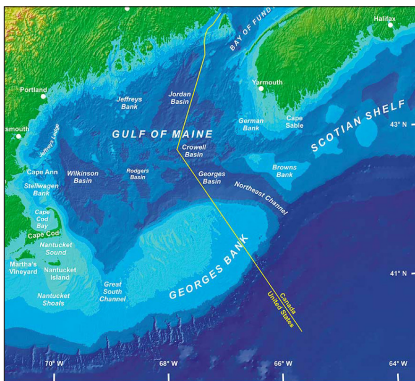 Halifax
BAY OF FUND
Portland
Yarmouth
Jordan
Basin
Jeffreys
Bank
German
Bank
Cape
Sable
SCOTIAN SHELF
43° N
smouth
GULF OF MAINE
Jeffreys Ledge
Crowell
Basin
Browns
Bank
Cape Ann
Wilkinson
Basin
Rodgers
Basin
Georges
Basin
Northeast Channel
Stellwagen
Bank
Cape
Cod
Bay
Cape Cod
Nantucket
Sound
Martha's
Vineyard
Nantucket
Island
GEORGES BANK
41° N
Great
South
Channel
Nantucket
Shoals
Canada
United States
70° W
68° W
66° W
64° W